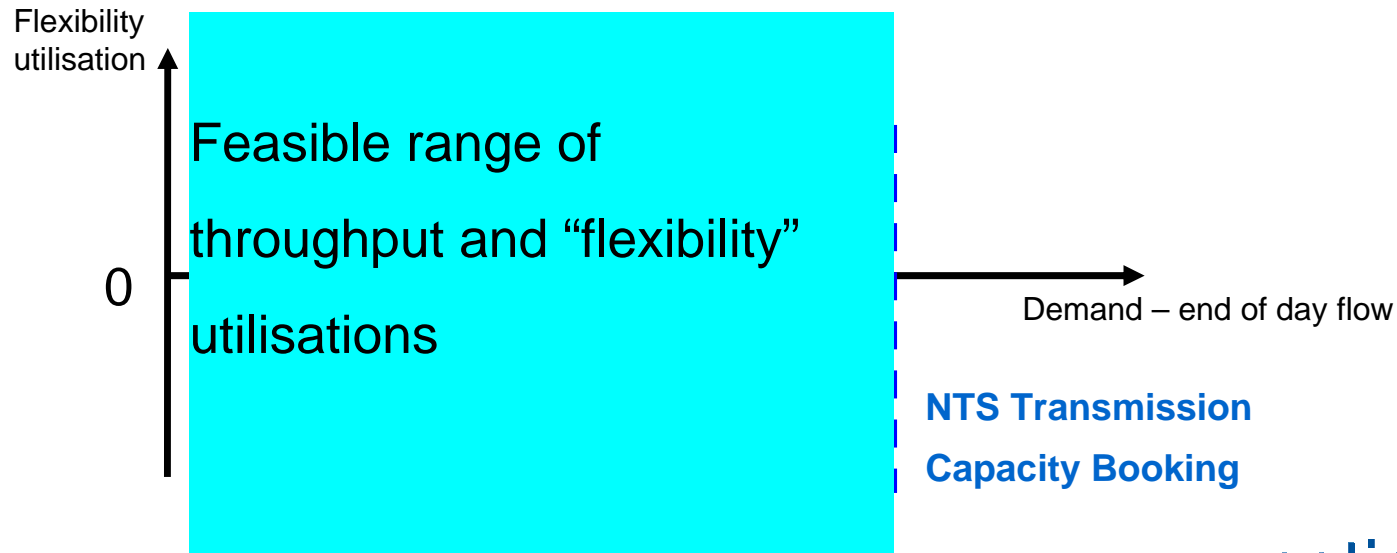 Flexibility
utilisation
Feasible range of
throughput and “flexibility”
utilisations
0
Demand – end of day flow
NTS Transmission
Capacity Booking